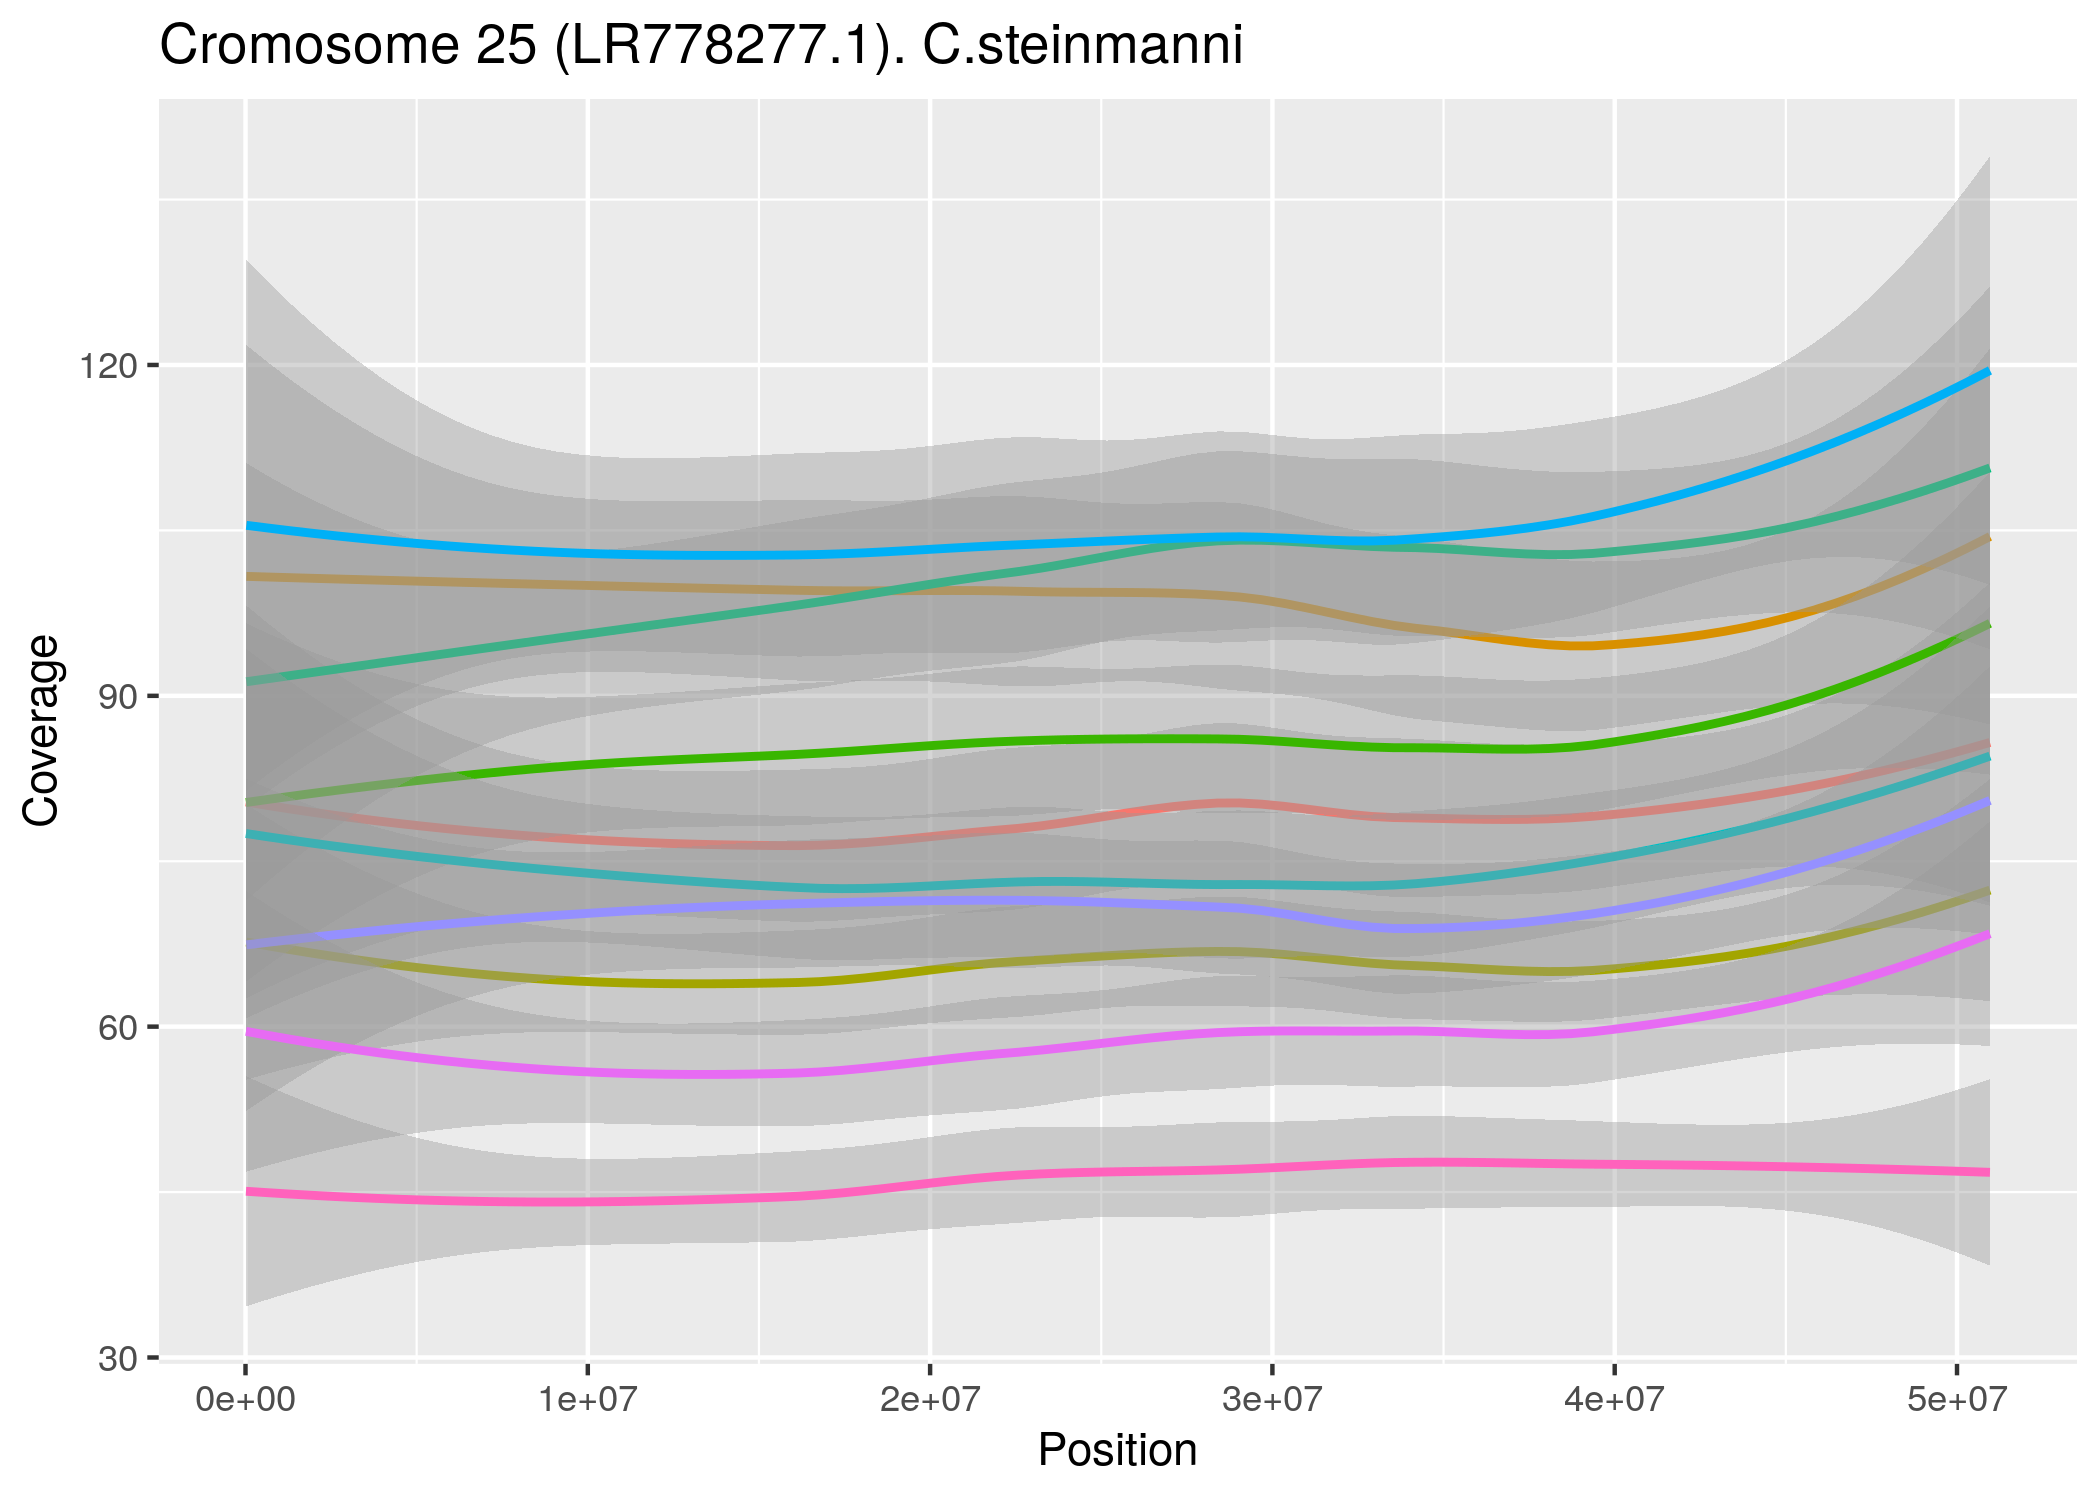 Cromosome 25 (LR778277.1). C.steinmanni
Coverage
120
90
60
30
0e+00 1e+07 2e+07 3e+07 4e+07 5e+07
Position